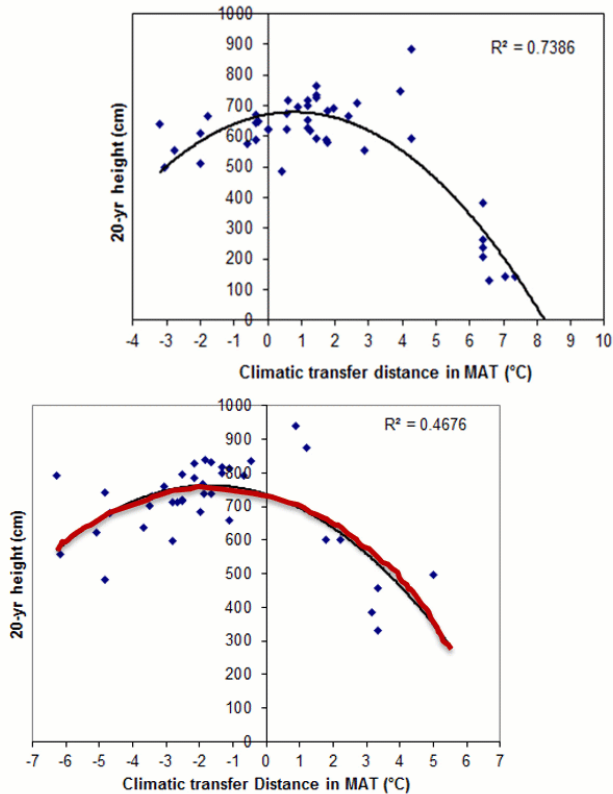 1000
900
800
700
600
500
400
300
200
100
0
20-yr height (cm)
R² = 0.7386
-4 -3 -2 -1 0 1 2 3 4 5 6 7 8 9 10
Climatic transfer distance in MAT (°C)
1000
900
800
700
600
500
400
300
200
100
0
20-yr height (cm)
R² = 0.4676
-7 -6 -5 -4 -3 -2 -1 0 1 2 3 4 5 6 7
Climatic transfer Distance in MAT (°C)